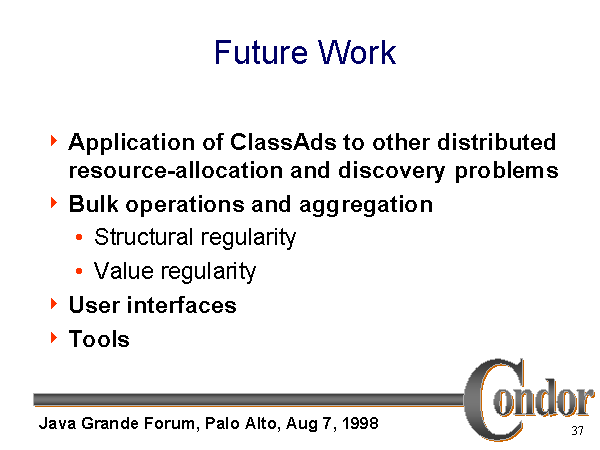 Future Work
Application of ClassAds to other distributed
resource-allocation and discovery problems
Bulk operations and aggregation
• Structural regularity
• Value regularity
User interfaces
Tools
Condor
Java Grande Forum, Palo Alto, Aug 7, 1998
37